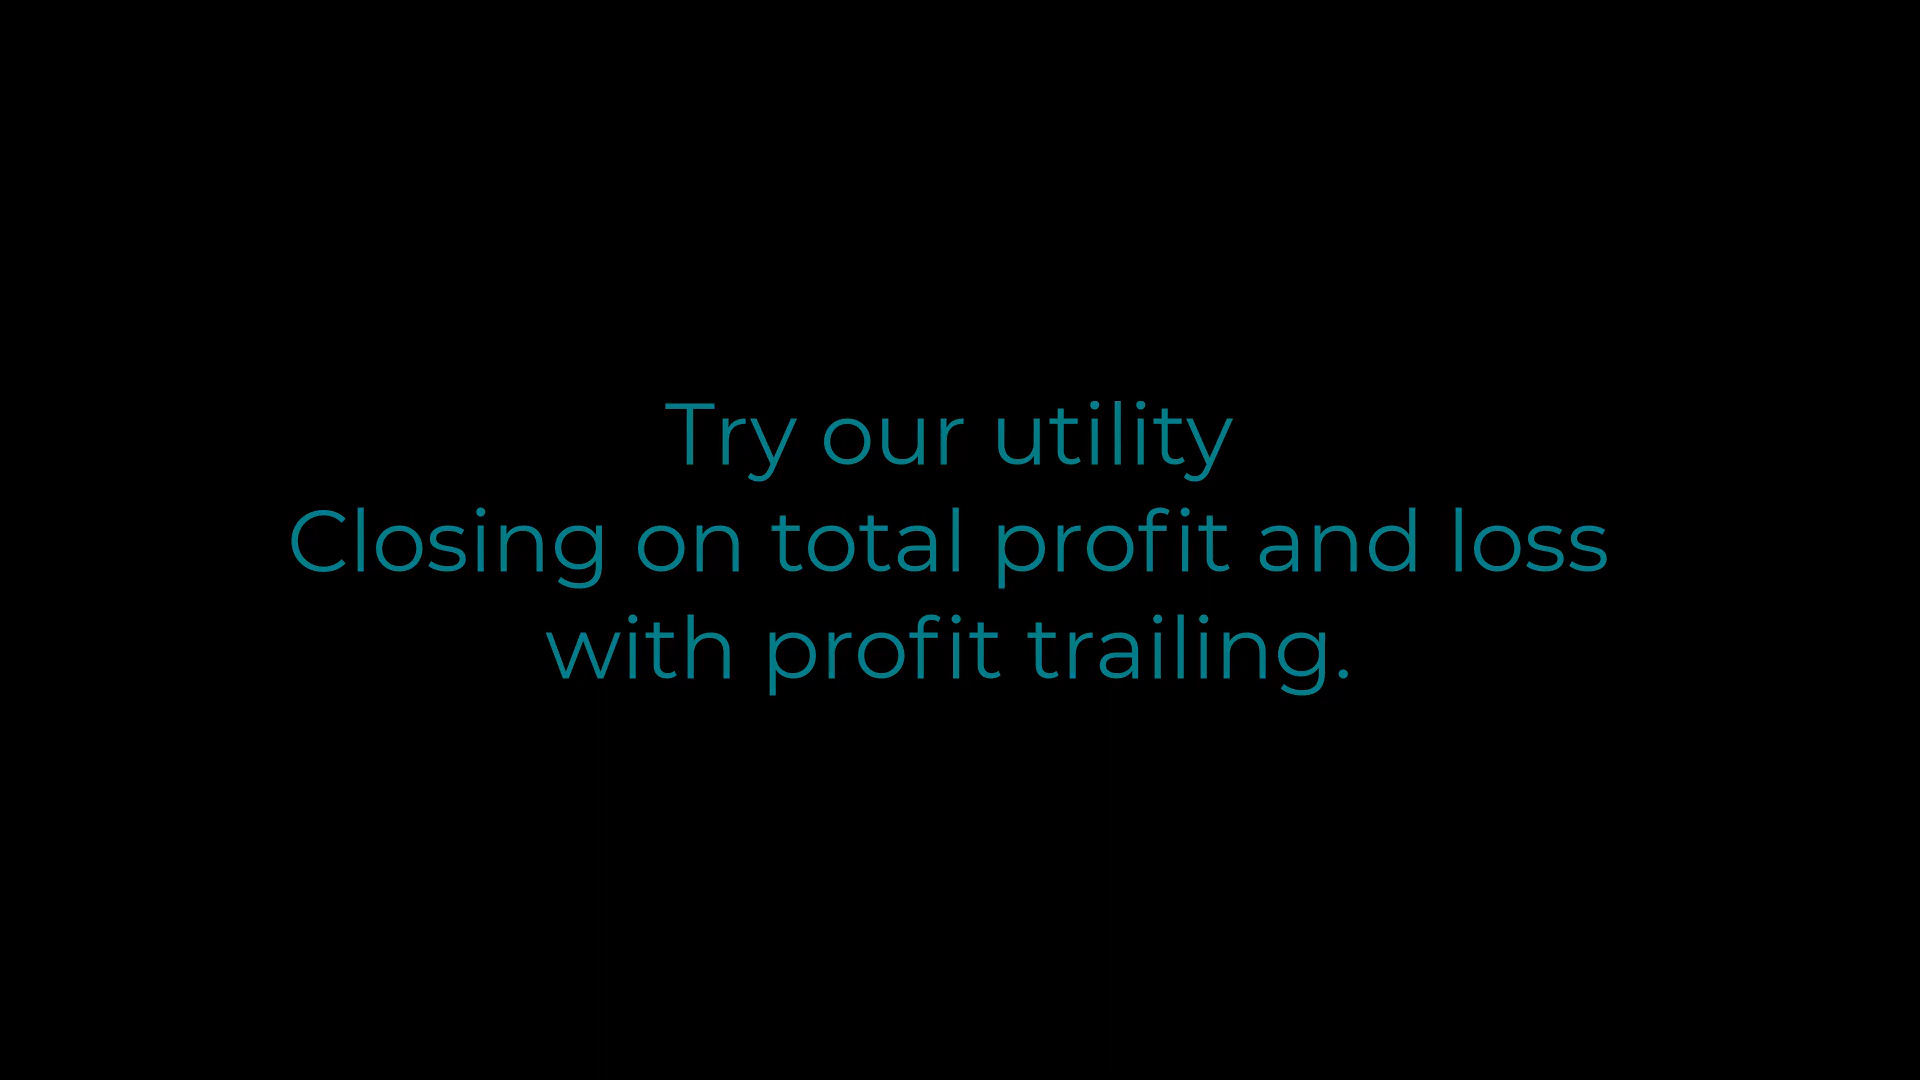 Try our utility
Closing on total profit and loss
with profit trailing.